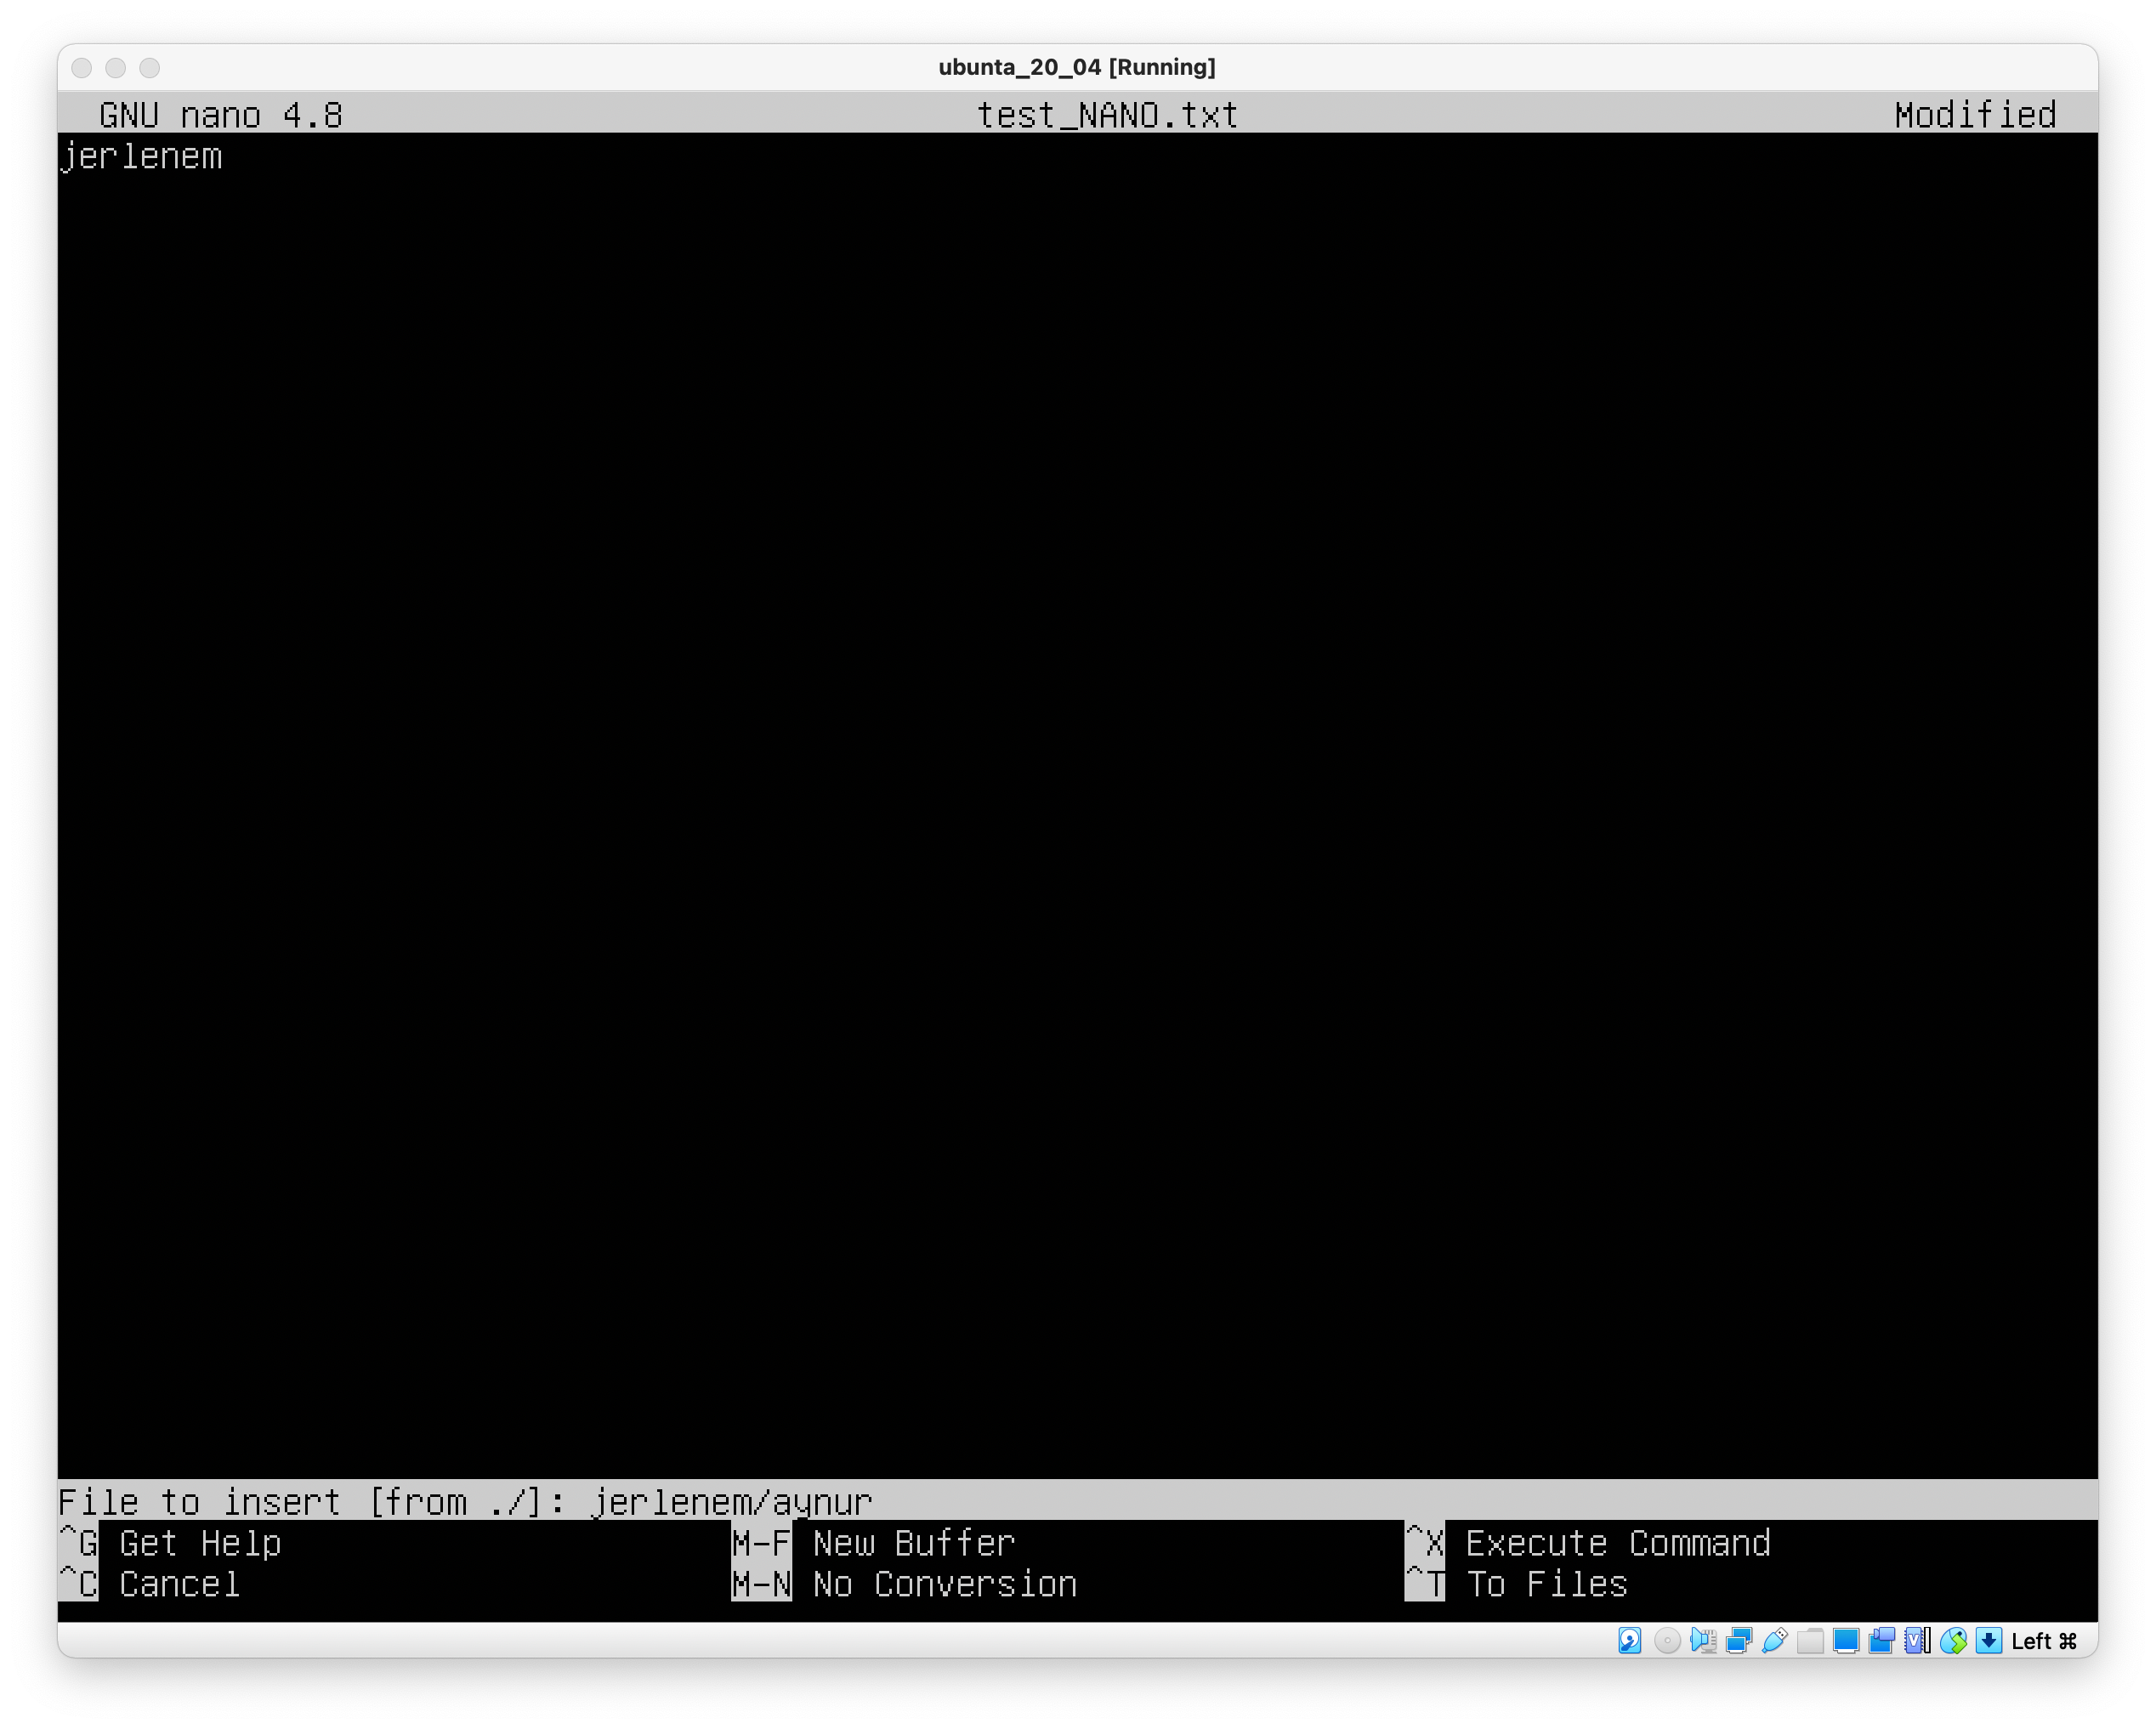 ubunta_20_04 [Running]
GNU nano 4.8 test_NANO.txt Modified
jerlenem
File to insert [from ./]: jerlenem/aynur
^G Get Help M-F New Buffer ^X Execute Command
^C Cancel M-N No Conversion ^T To Files
Left ⌘